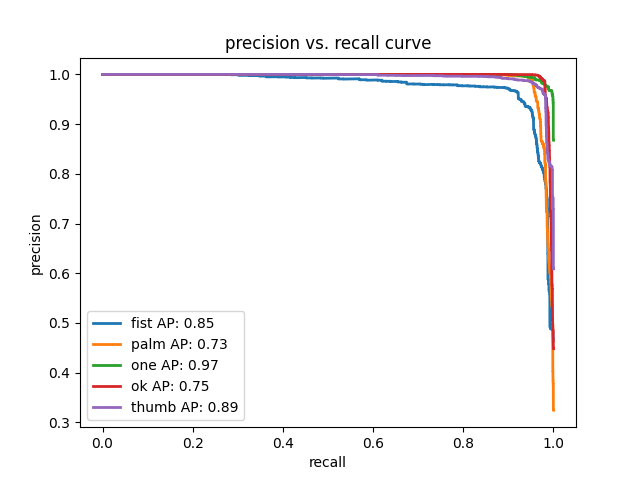 precision vs. recall curve
1.0
0.9
0.8
0.7
0.6
0.5
0.4
0.3
precision
fist AP: 0.85
palm AP: 0.73
one AP: 0.97
ok AP: 0.75
thumb AP: 0.89
0.0 0.2 0.4 0.6 0.8 1.0
recall